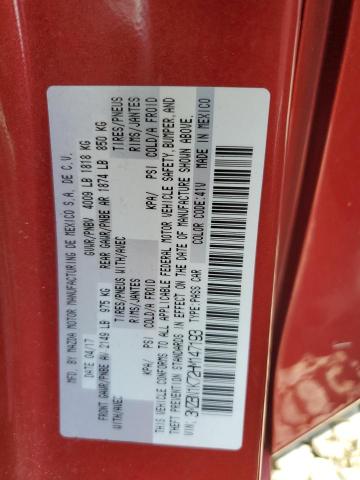 MFD. BY MAZDA MOTOR MANUFACTURING DE MEXICO S.A. DE C.V.
DATE 04/17 GVWR/PNBV 4009 LB 1818 KG
FRONT GAWR/PNBE AV 2149 LB 975 KG REAR GAWR/PNBE AR 1874 LB 850 KG
TIRES/PNEUS WITH/AVEC TIRES/PNEUS WITH/AVEC TIRES/PNEUS
RIMS/JANTES RIMS/JANTES
KPA/ PSI COLD/A FROID KPA/ PSI COLD/A FROID
THIS VEHICLE CONFORMS TO ALL APPLICABLE FEDERAL MOTOR VEHICLE SAFETY, BUMPER, AND
THEFT PREVENTION STANDARDS IN EFFECT ON THE DATE OF MANUFACTURE SHOWN ABOVE.
VIN: 3MZBN1K72HM147793 TYPE:PASS CAR COLOR CODE:41V MADE IN MEXICO